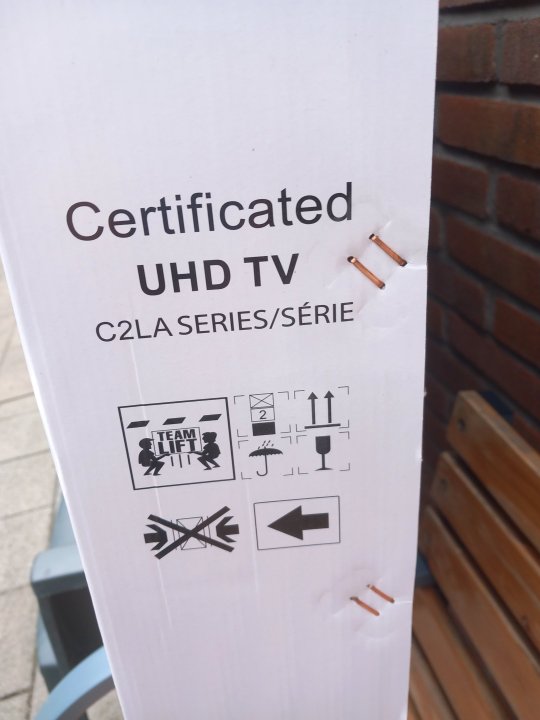 Certificated
UHD TV
C2LA SERIES/SÉRIE
TEAM
LIFT
2